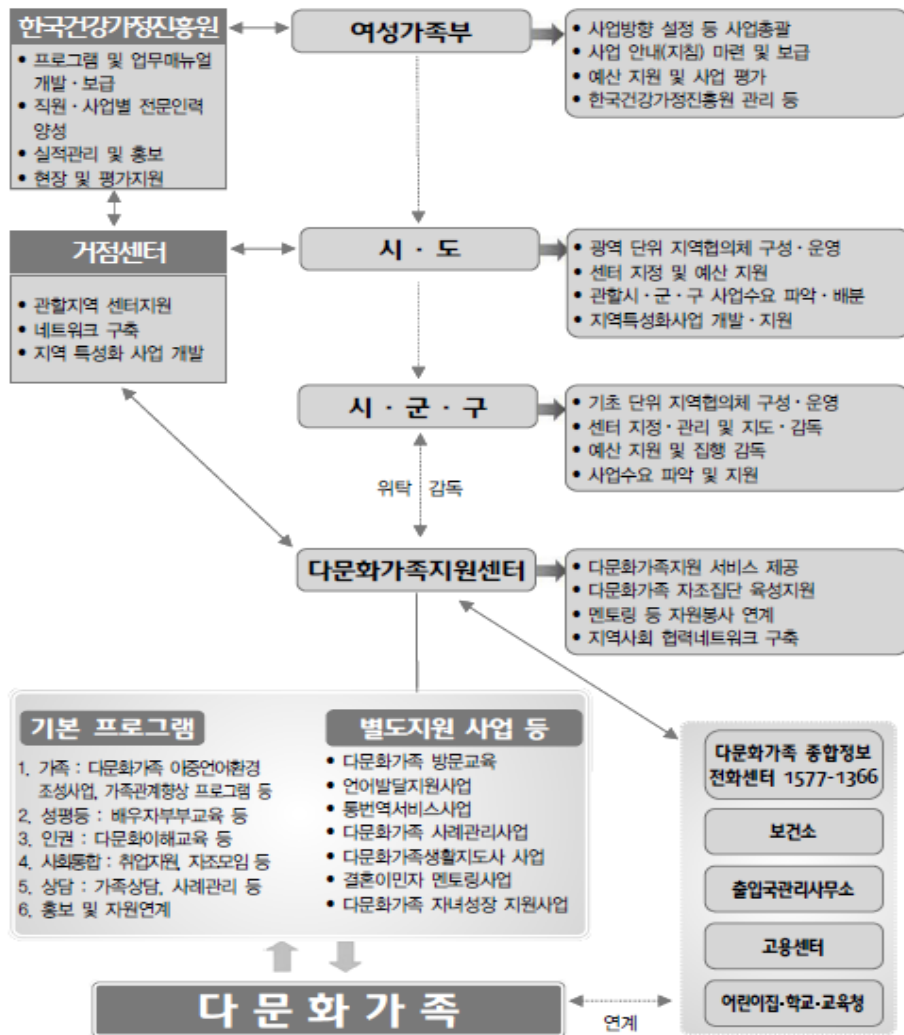 한국건강가정진흥원
• 프로그램 및 업무매뉴얼
개발·보급
• 직원·사업별 전문인력
양성
• 실적관리 및 홍보
• 현장 및 평가지원
여성가족부
• 사업방향 설정 등 사업총괄
• 사업 안내(지침) 마련 및 보급
• 예산 지원 및 사업 평가
• 한국건강가정진흥원 관리 등
거점센터
• 관할지역 센터지원
• 네트워크 구축
• 지역 특성화 사업 개발
시·도
• 광역 단위 지역협의체 구성·운영
• 센터 지정 및 예산 지원
• 관할시·군·구 사업수요 파악·배분
• 지역특성화사업 개발·지원
시·군·구
• 기초 단위 지역협의체 구성·운영
• 센터 지정·관리 및 지도·감독
• 예산 지원 및 집행 감독
• 사업수요 파악 및 지원
위탁 감독
다문화가족지원센터
• 다문화가족지원 서비스 제공
• 다문화가족 자조집단 육성지원
• 멘토링 등 자원봉사 연계
• 지역사회 협력네트워크 구축
기본 프로그램
1. 가족 : 다문화가족 이중언어환경
조성사업, 가족관계향상 프로그램 등
2. 성평등 : 배우자부부교육 등
3. 인권 : 다문화이해교육 등
4. 사회통합 : 취업지원, 자조모임 등
5. 상담 : 가족상담, 사례관리 등
6. 홍보 및 자원연계
별도지원 사업 등
• 다문화가족 방문교육
• 언어발달지원사업
• 통번역서비스사업
• 다문화가족 사례관리사업
• 다문화가족생활지도사 사업
• 결혼이민자 멘토링사업
• 다문화가족 자녀성장 지원사업
다문화가족 종합정보
전화센터 1577-1366
보건소
출입국관리사무소
고용센터
어린이집·학교·교육청
다문화가족
연계